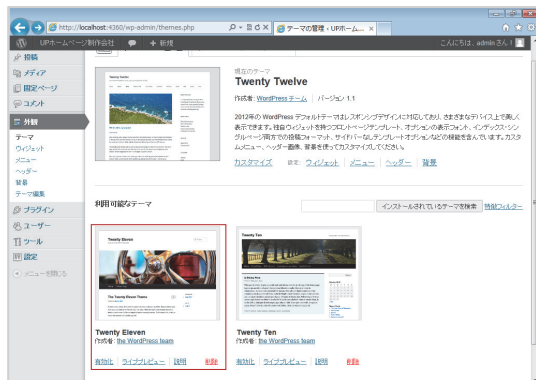 http://localhost:4360/wp-admin/themes.php
テーマの管理 ‹ UPホーム...
UPホームページ制作会社
+ 新規
こんにちは、admin さん！
投稿
メディア
固定ページ
コメント
外観
テーマ
ウィジェット
メニュー
ヘッダー
背景
テーマ編集
プラグイン
ユーザー
ツール
設定
メニューを閉じる
現在のテーマ
Twenty Twelve
作成者: WordPress チーム | バージョン 1.1
2012年の WordPress デフォルトテーマはレスポンシブデザインに対応しており、さまざまなデバイス上で美しく
表示できます。独自ウィジェットを持つフロントページテンプレート、オプションの表示フォント、インデックス・シン
グルページ両方での投稿フォーマット、サイドバーなしテンプレートオプションなどの機能を含んでいます。カスタ
ムメニュー、ヘッダー画像、背景を使ってカスタマイズしてください。
カスタマイズ 設定: ウィジェット | メニュー | ヘッダー | 背景
利用可能なテーマ
インストールされているテーマを検索 特徴フィルター
Twenty Eleven
The Twenty Eleven Theme
Twenty Ten
Twenty Eleven
作成者: the WordPress team
有効化 | ライブプレビュー | 説明 削除
Twenty Ten
作成者: the WordPress team
有効化 | ライブプレビュー | 説明 削除